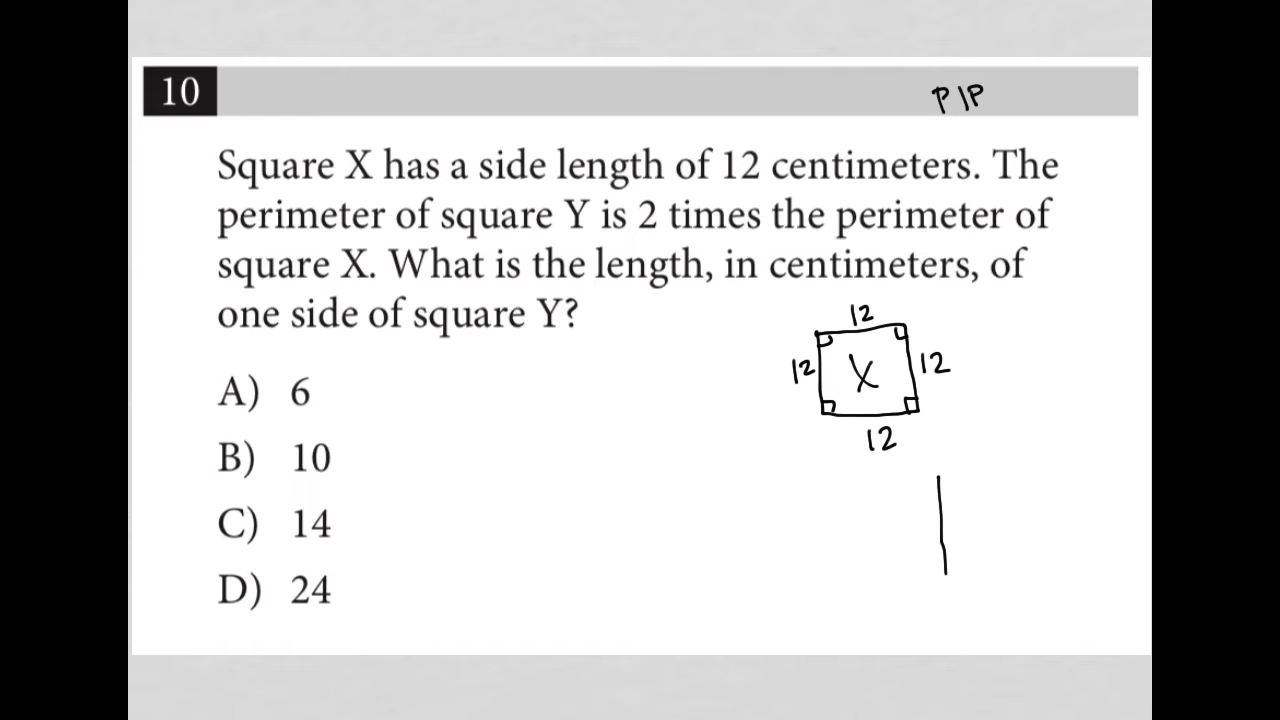 10
PIP
Square X has a side length of 12 centimeters. The
perimeter of square Y is 2 times the perimeter of
square X. What is the length, in centimeters, of
one side of square Y?
12
12 X 12
12
A) 6
B) 10
C) 14
D) 24